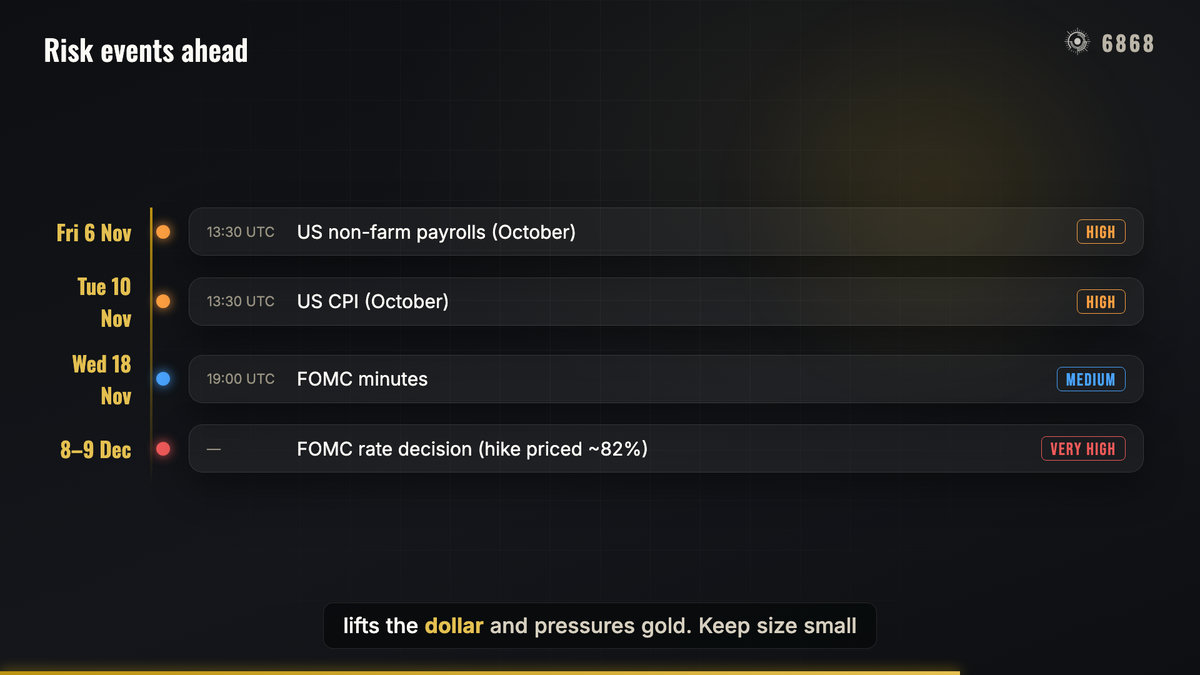 Risk events ahead
6868
Fri 6 Nov
13:30 UTC US non-farm payrolls (October) HIGH
Tue 10
Nov
13:30 UTC US CPI (October) HIGH
Wed 18
Nov
19:00 UTC FOMC minutes MEDIUM
8–9 Dec
— FOMC rate decision (hike priced ~82%) VERY HIGH
lifts the dollar and pressures gold. Keep size small